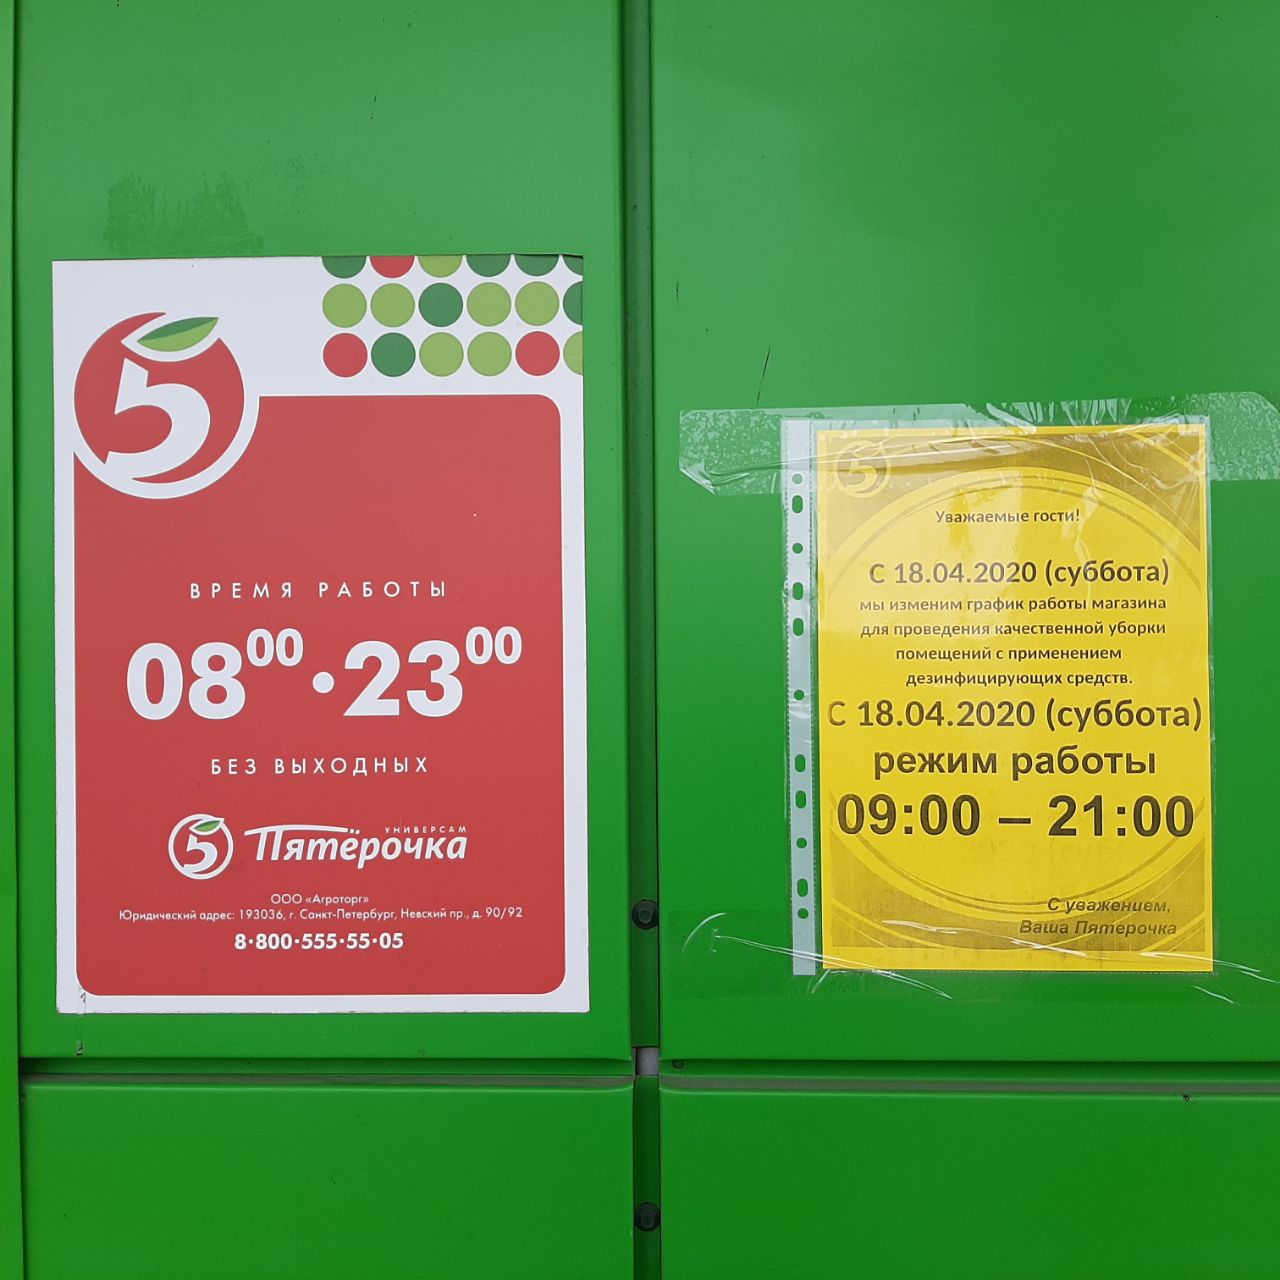 5
ВРЕМЯ РАБОТЫ
08⁰⁰·23⁰⁰
БЕЗ ВЫХОДНЫХ
5 Пятёрочка УНИВЕРСАМ
ООО «Агроторг»
Юридический адрес: 193036, г. Санкт-Петербург, Невский пр., д. 90/92
8·800·555·55·05
5
Уважаемые гости!
С 18.04.2020 (суббота)
мы изменим график работы магазина
для проведения качественной уборки
помещений с применением
дезинфицирующих средств.
С 18.04.2020 (суббота)
режим работы
09:00 – 21:00
С уважением,
Ваша Пятерочка